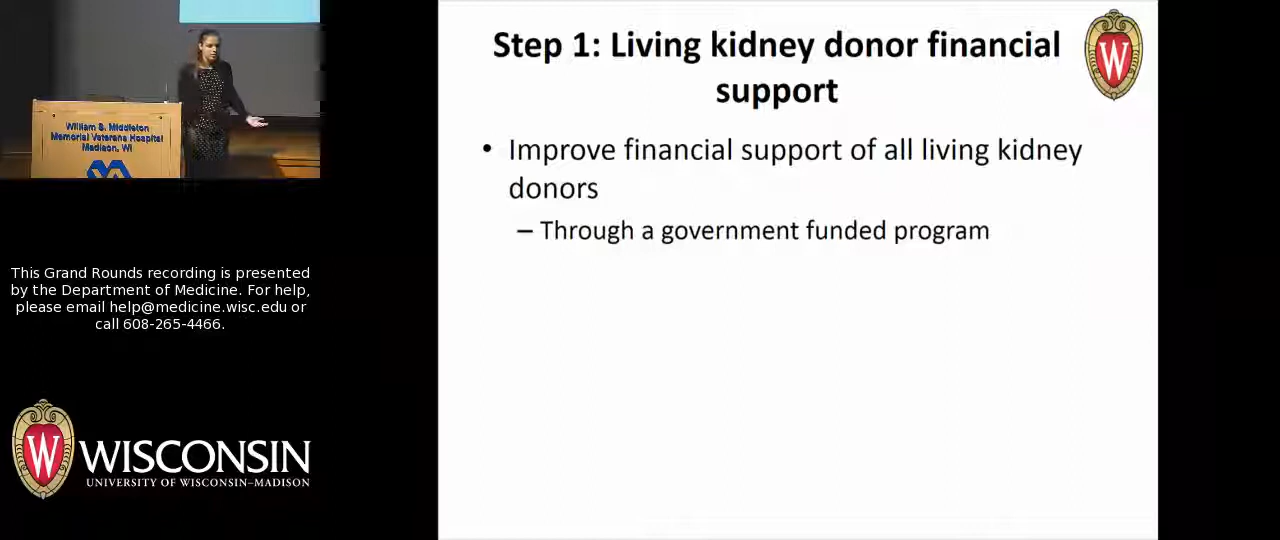 William S. Middleton
Memorial Veterans Hospital
Madison, WI
This Grand Rounds recording is presented
by the Department of Medicine. For help,
please email help@medicine.wisc.edu or
call 608-265-4466.
W WISCONSIN
UNIVERSITY OF WISCONSIN–MADISON
Step 1: Living kidney donor financial
support
W
• Improve financial support of all living kidney
donors
– Through a government funded program